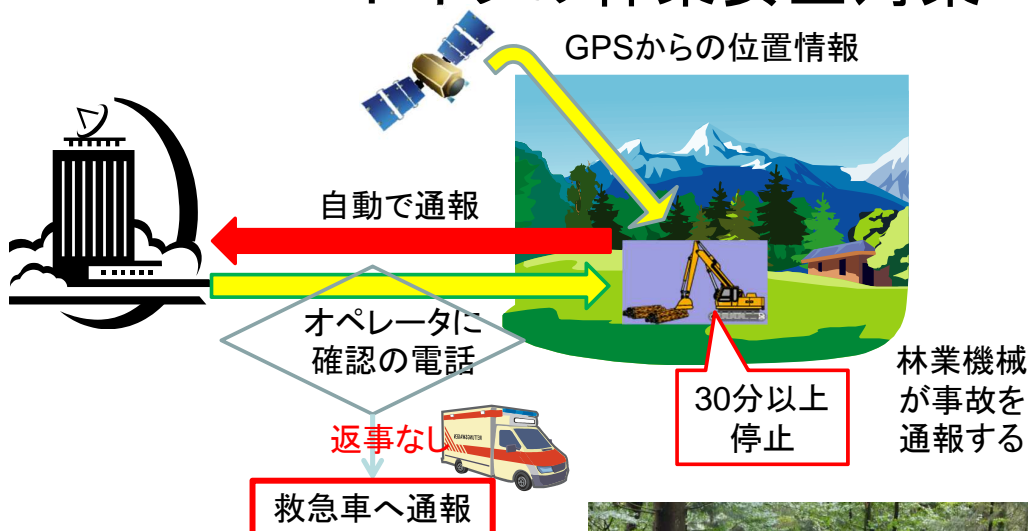 GPSからの位置情報
自動で通報
オペレータに
確認の電話
30分以上
停止
林業機械
が事故を
通報する
返事なし
救急車へ通報